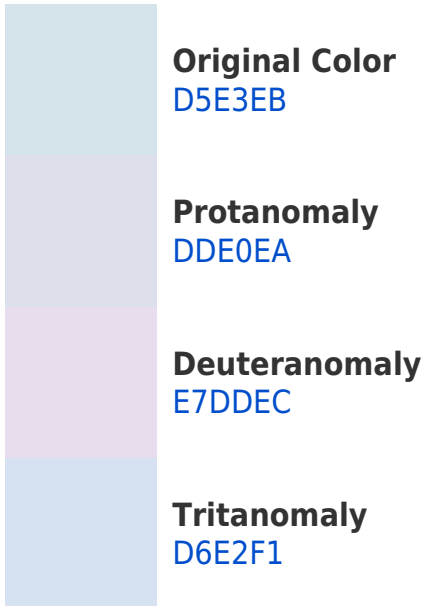 Original Color
D5E3EB
Protanomaly
DDE0EA
Deuteranomaly
E7DDEC
Tritanomaly
D6E2F1